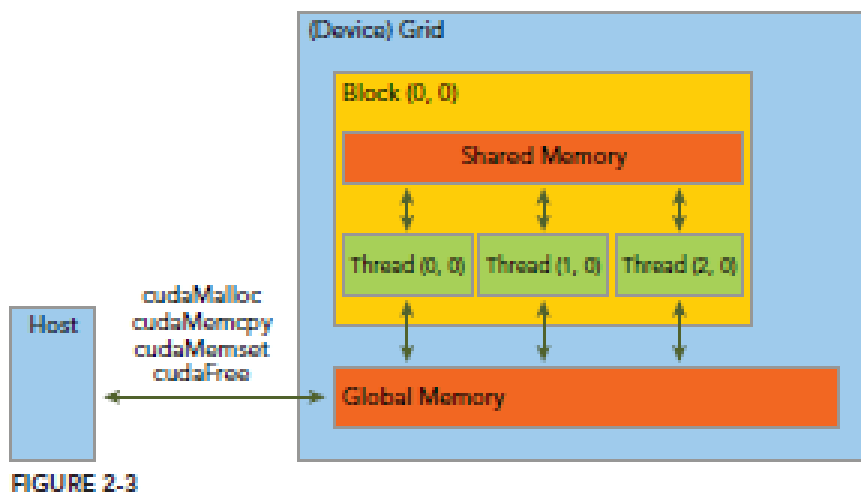 (Device) Grid
Block (0, 0)
Shared Memory
Thread (0, 0) Thread (1, 0) Thread (2, 0)
cudaMalloc
Host
cudaMemcpy
cudaMemset
cudaFree
Global Memory
FIGURE 2-3